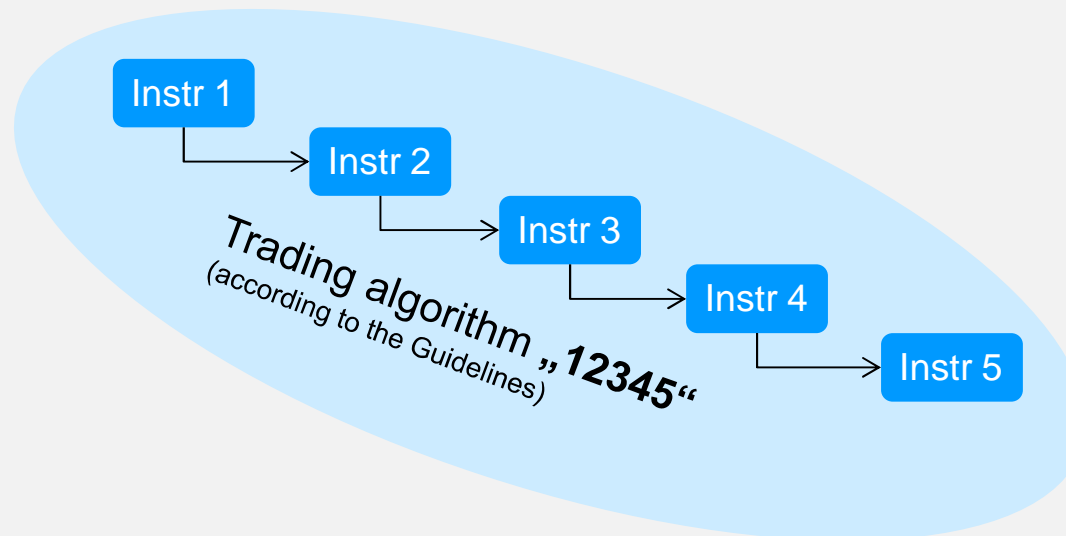 Instr 1
Instr 2
Instr 3
Instr 4
Instr 5
Trading algorithm „12345“
(according to the Guidelines)